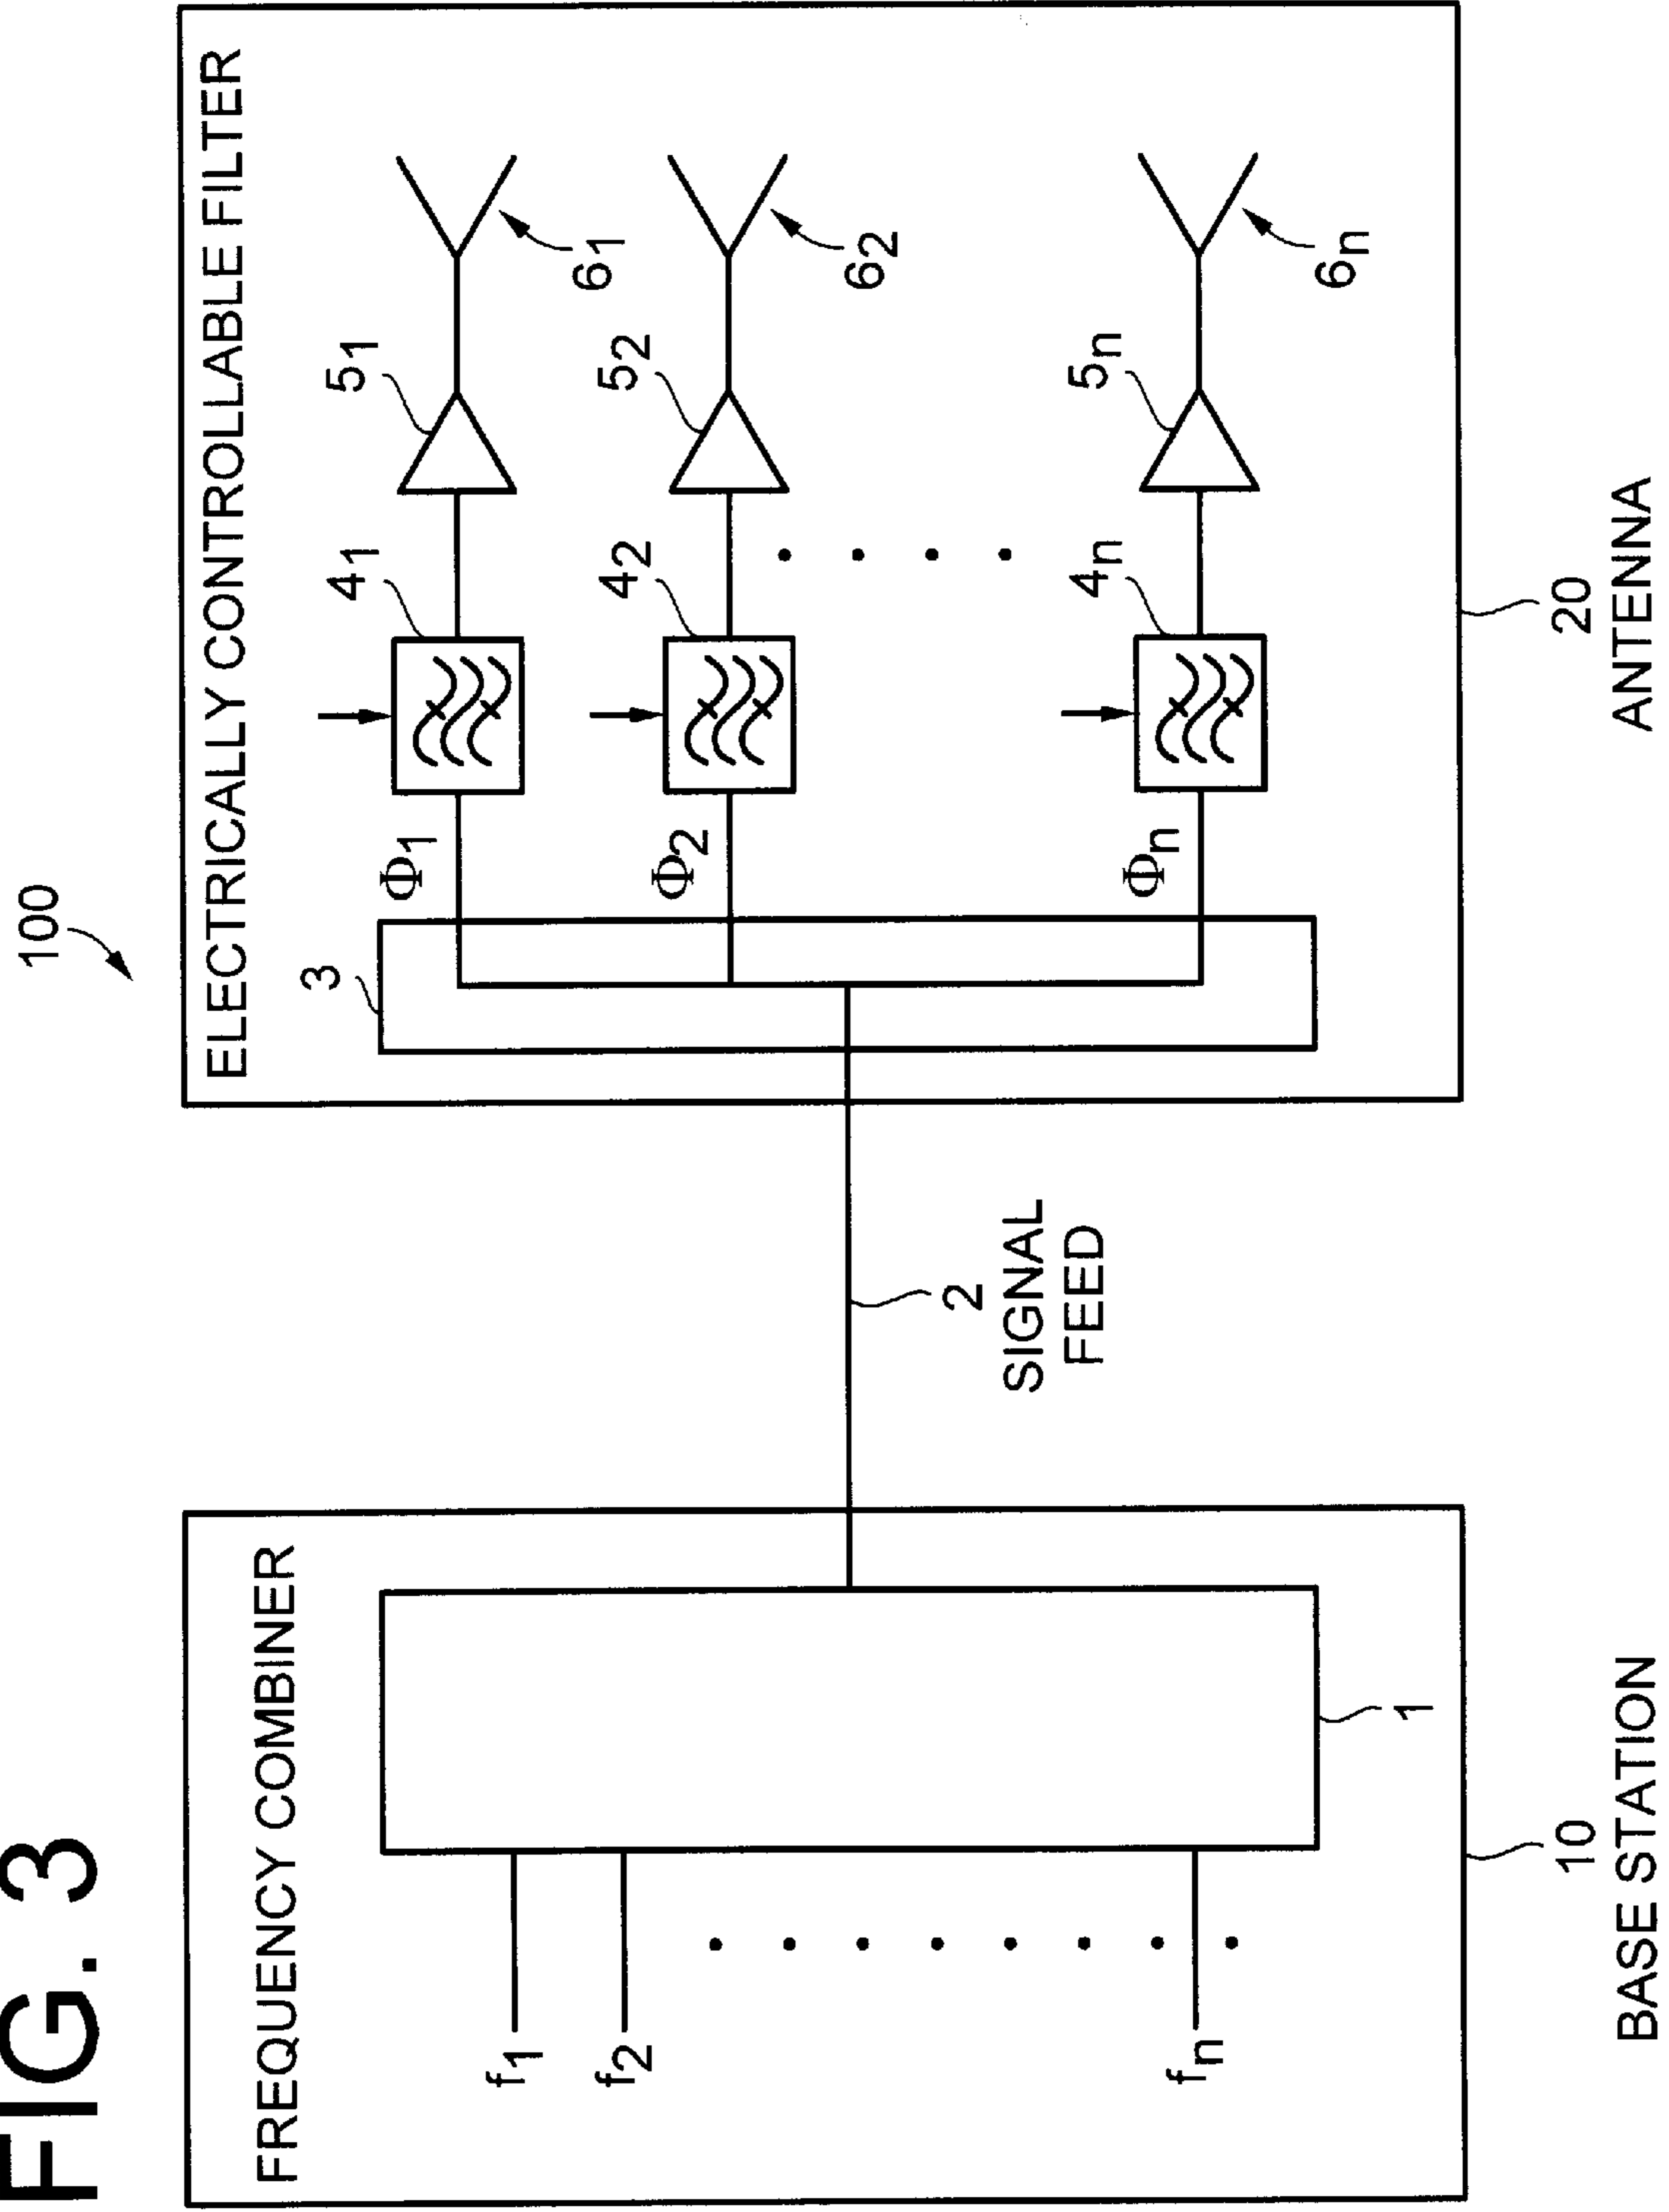 FIG. 3
100
FREQUENCY COMBINER
f1
f2
fn
1
10
BASE STATION
2
SIGNAL
FEED
ELECTRICALLY CONTROLLABLE FILTER
3
Φ1
41
51
61
Φ2
42
52
62
Φn
4n
5n
6n
20
ANTENNA